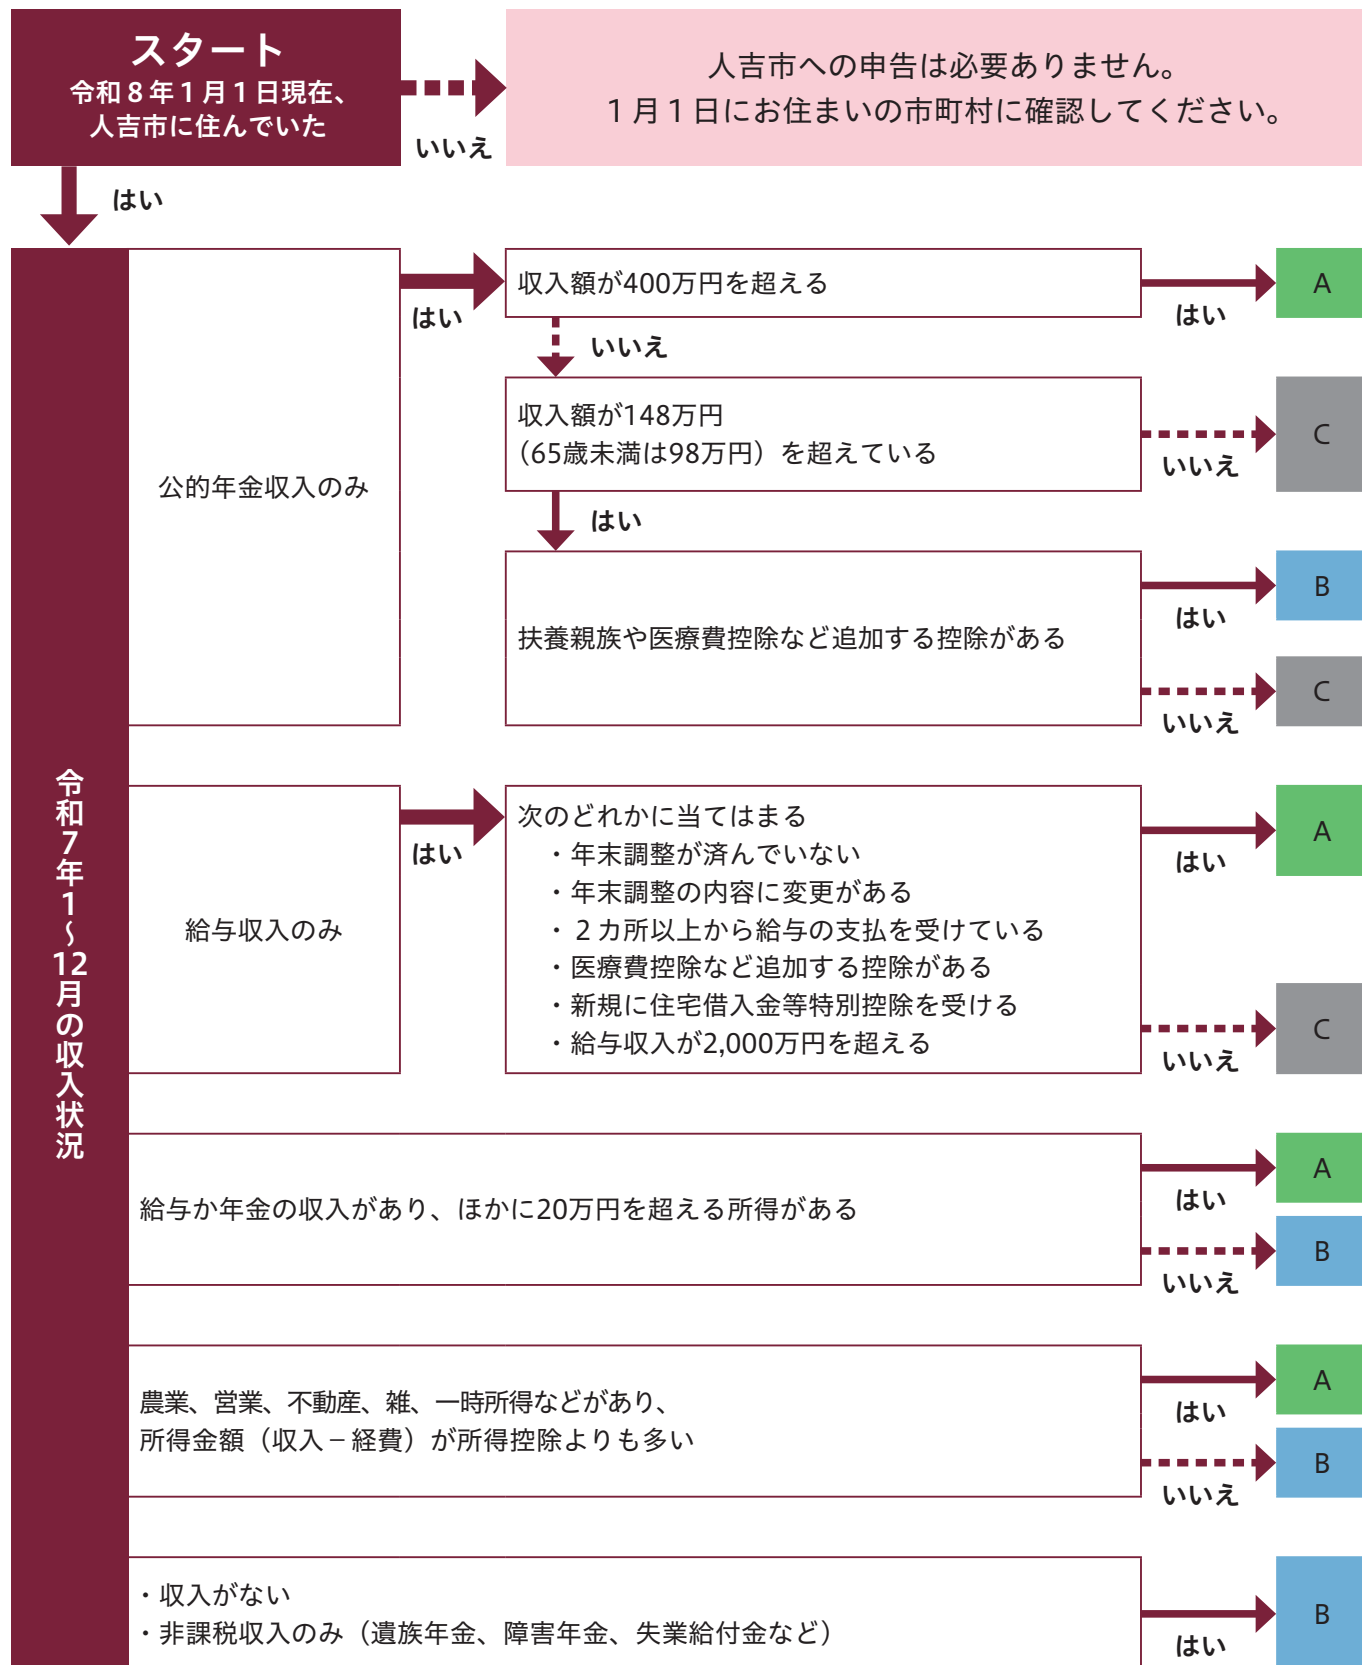 スタート
令和8年1月1日現在、
人吉市に住んでいた
いいえ
人吉市への申告は必要ありません。
1月1日にお住まいの市町村に確認してください。
はい
令和7年1〜12月の収入状況
公的年金収入のみ
はい
収入額が400万円を超える
はい
A
いいえ
収入額が148万円
（65歳未満は98万円）を超えている
いいえ
C
はい
扶養親族や医療費控除など追加する控除がある
はい
B
いいえ
C
給与収入のみ
はい
次のどれかに当てはまる
・年末調整が済んでいない
・年末調整の内容に変更がある
・2カ所以上から給与の支払を受けている
・医療費控除など追加する控除がある
・新規に住宅借入金等特別控除を受ける
・給与収入が2,000万円を超える
はい
A
いいえ
C
給与か年金の収入があり、ほかに20万円を超える所得がある
はい
A
いいえ
B
農業、営業、不動産、雑、一時所得などがあり、
所得金額（収入－経費）が所得控除よりも多い
はい
A
いいえ
B
・収入がない
・非課税収入のみ（遺族年金、障害年金、失業給付金など）
はい
B